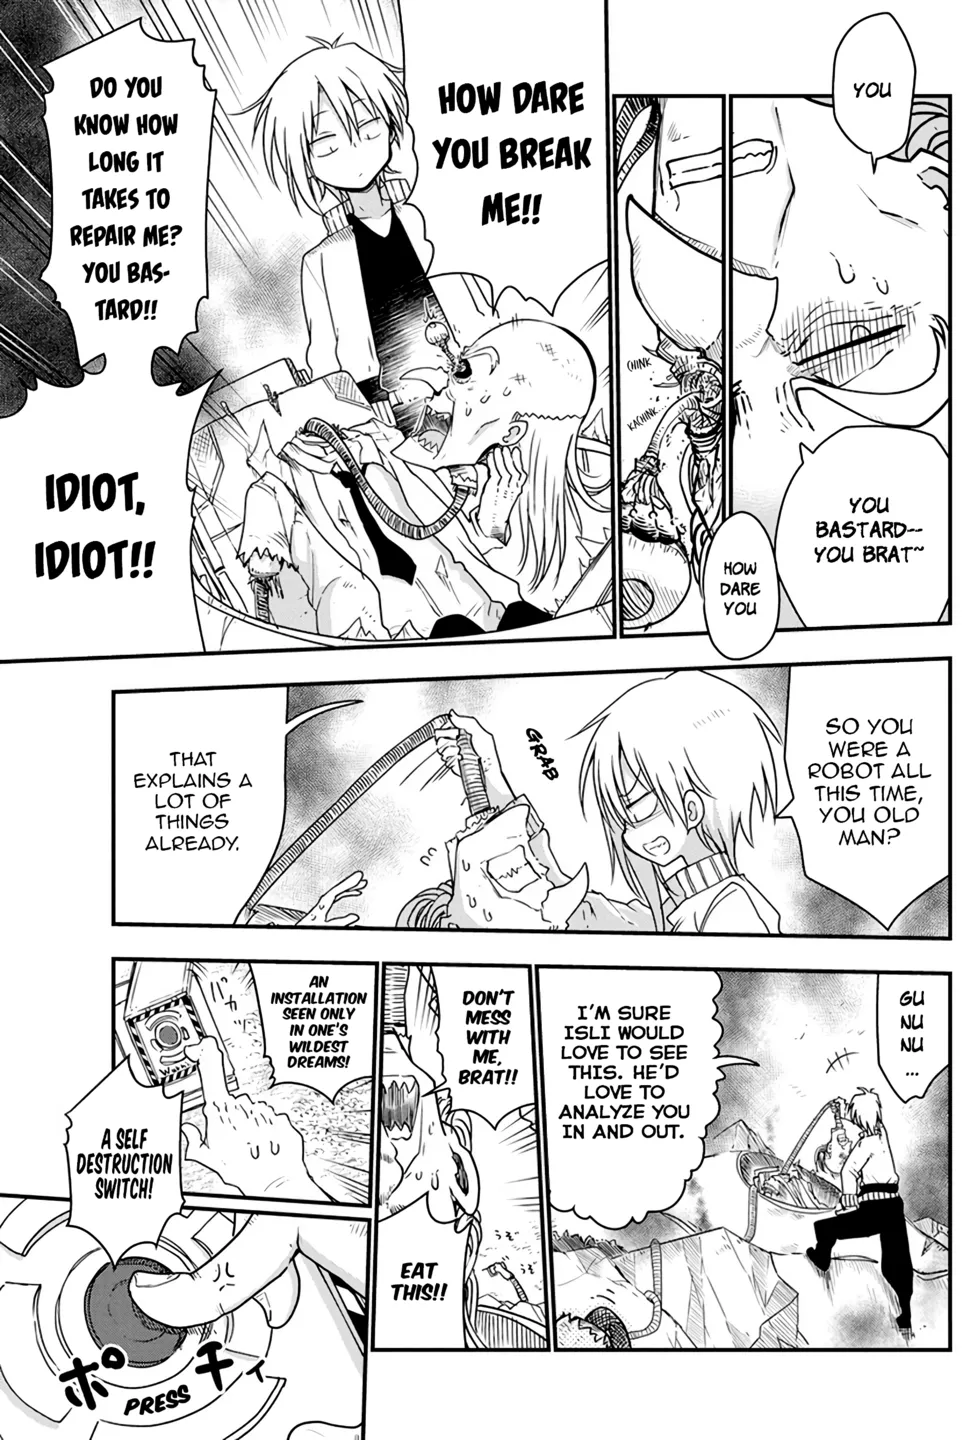 YOU
YOU
BASTARD--
YOU BRAT~
CHINK
KACHINK
HOW
DARE
YOU
HOW DARE
YOU BREAK
ME!!
DO YOU
KNOW HOW
LONG IT
TAKES TO
REPAIR ME?
YOU BAS-
TARD!!
IDIOT,
IDIOT!!
SO YOU
WERE A
ROBOT ALL
THIS TIME,
YOU OLD
MAN?
GRAB
THAT
EXPLAINS A
LOT OF
THINGS
ALREADY.
GU
NU
NU
...
I'M SURE
ISLI WOULD
LOVE TO SEE
THIS. HE'D
LOVE TO
ANALYZE YOU
IN AND OUT.
DON'T
MESS
WITH
ME,
BRAT!!
EAT
THIS!!
AN
INSTALLATION
SEEN ONLY
IN ONE'S
WILDEST
DREAMS!
A SELF
DESTRUCTION
SWITCH!
ポチィ
PRESS